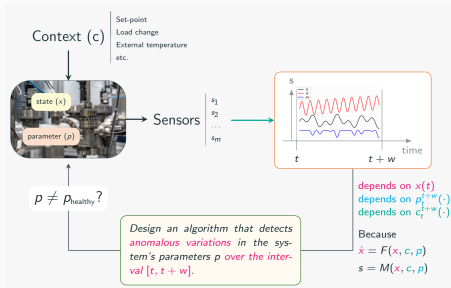 Context (c)
Set-point
Load change
External temperature
etc.
state (x)
parameter (p)
Sensors
s₁
s₂
...
sₘ
s
time
t
t + w
p ≠ p_healthy?
Design an algorithm that detects
anomalous variations in the sys-
tem's parameters p over the inter-
val [t, t + w].
depends on x(t)
depends on pₜᵗ⁺ʷ(·)
depends on cₜᵗ⁺ʷ(·)
Because
ẋ = F(x, c, p)
s = M(x, c, p)